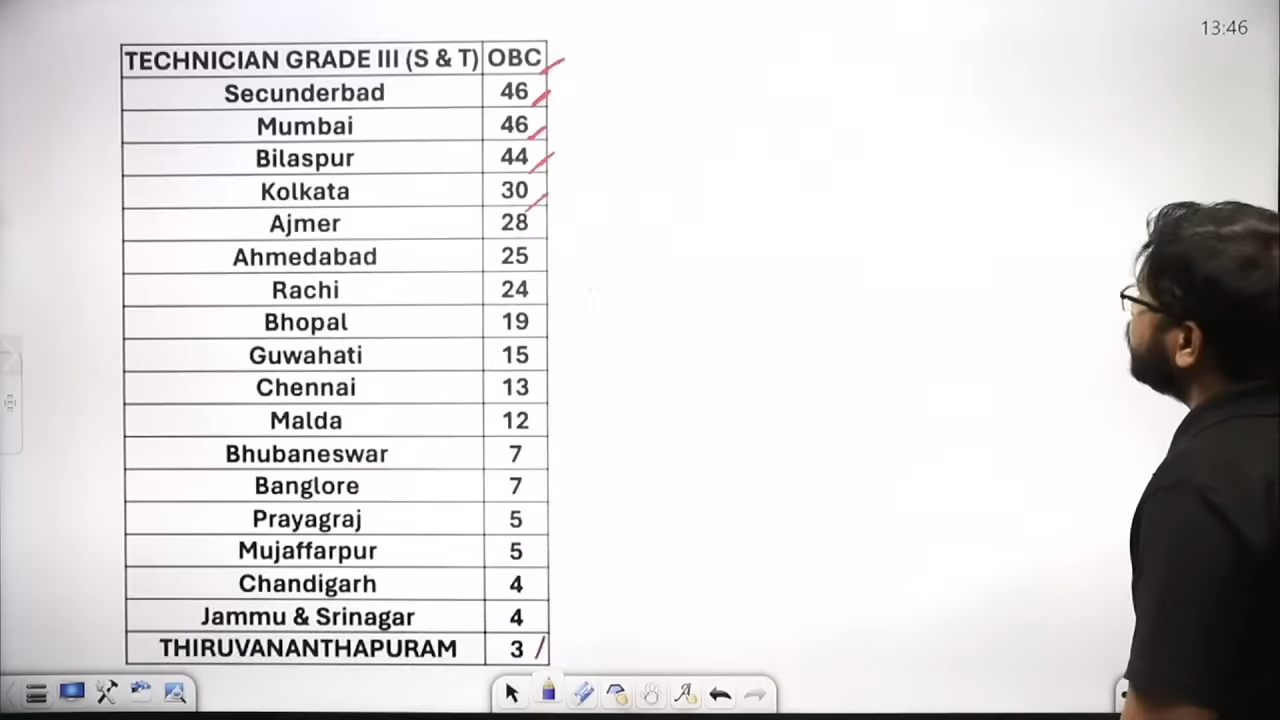 13:46
TECHNICIAN GRADE III (S & T) OBC
Secunderbad 46
Mumbai 46
Bilaspur 44
Kolkata 30
Ajmer 28
Ahmedabad 25
Rachi 24
Bhopal 19
Guwahati 15
Chennai 13
Malda 12
Bhubaneswar 7
Banglore 7
Prayagraj 5
Mujaffarpur 5
Chandigarh 4
Jammu & Srinagar 4
THIRUVANANTHAPURAM 3